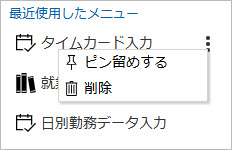 最近使用したメニュー
タイムカード入力
ピン留めする
就
削除
日別勤務データ入力